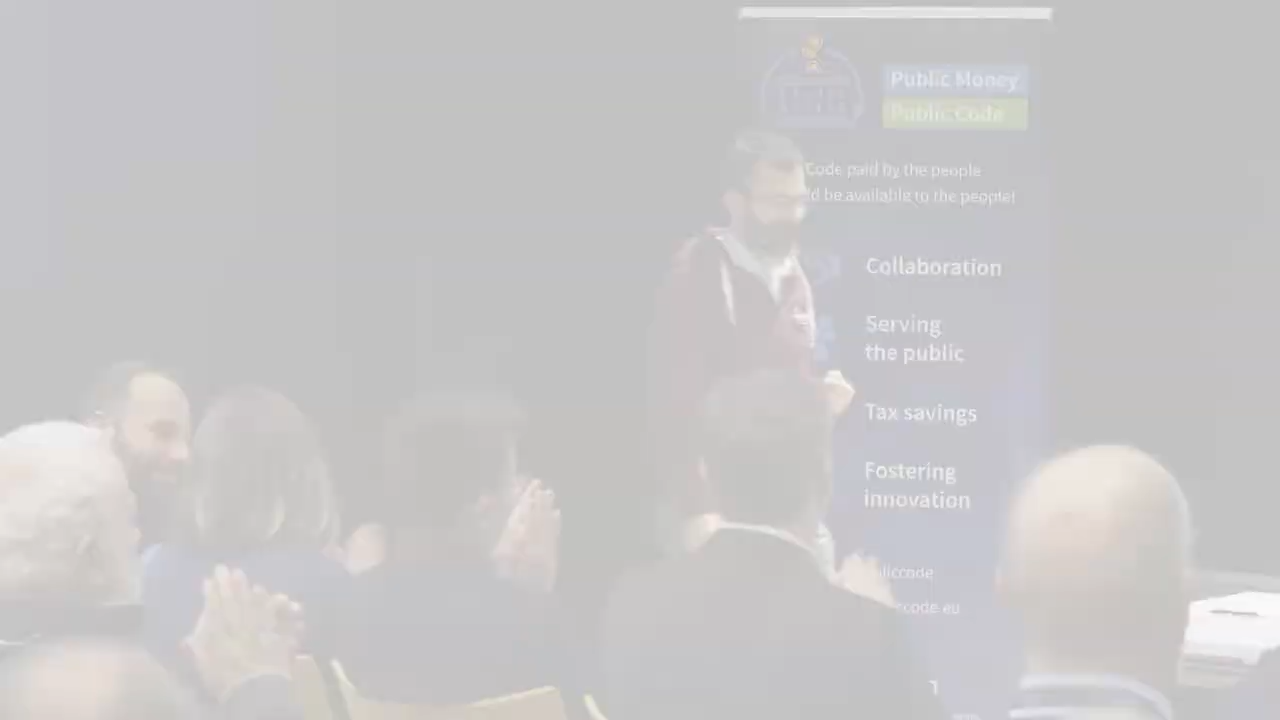 Public Money
Public Code
Code paid by the people
be available to the people!
Collaboration
Serving
the public
Tax savings
Fostering
innovation